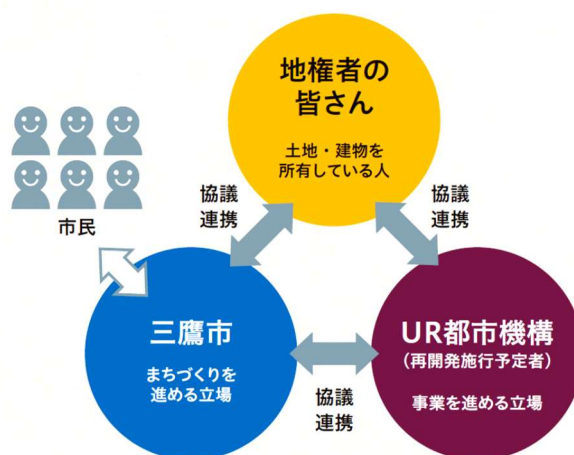 地権者の
皆さん
土地・建物を
所有している人
市民
協議
連携
協議
連携
三鷹市
まちづくりを
進める立場
協議
連携
UR都市機構
（再開発施行予定者）
事業を進める立場